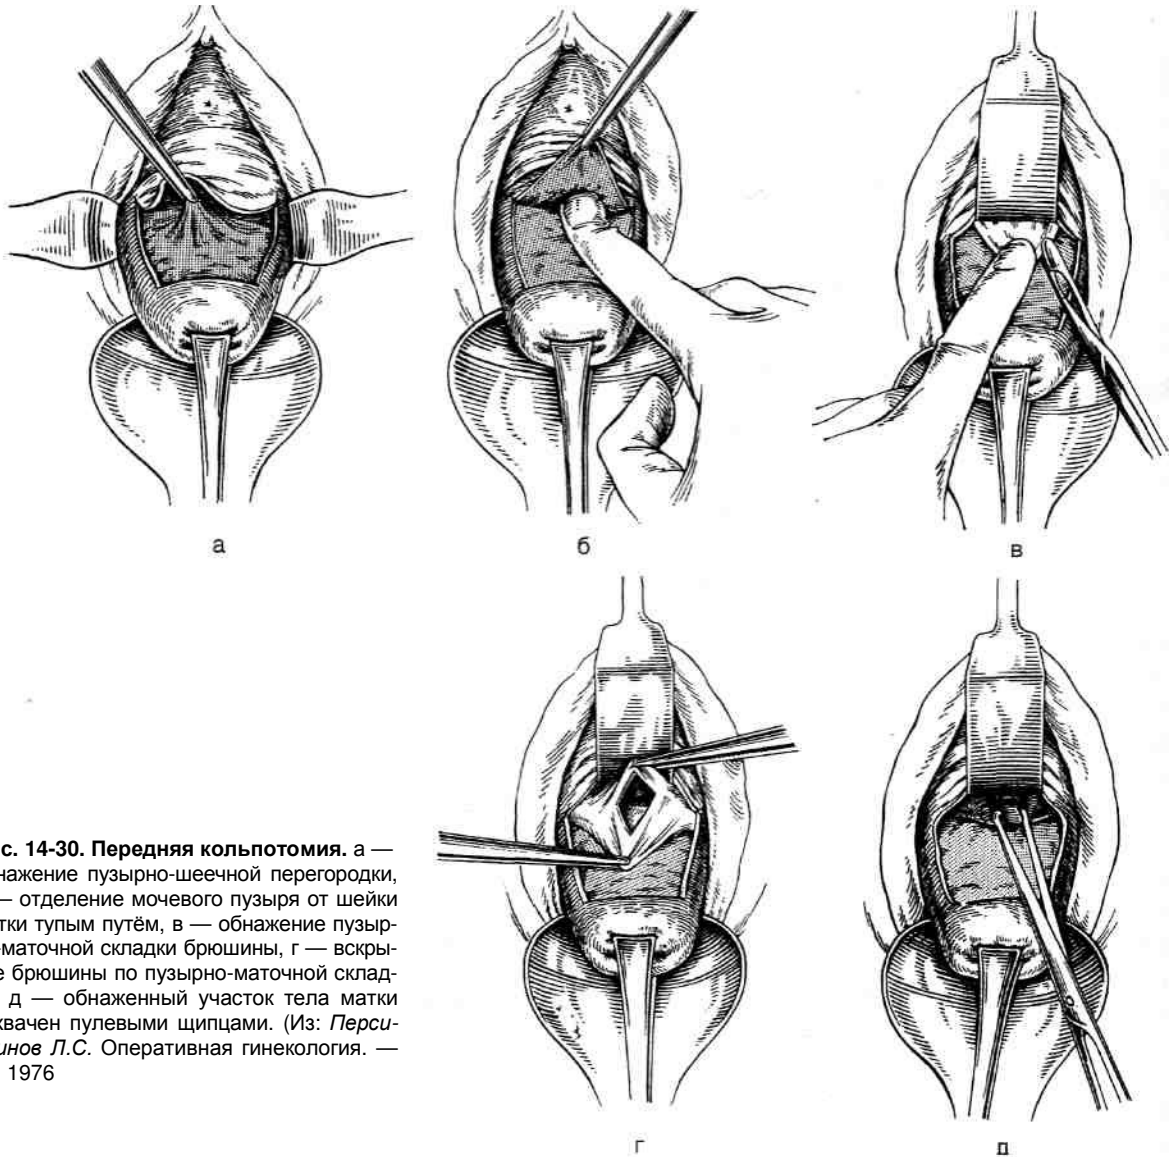 а
б
в
с. 14-30. Передняя кольпотомия. а —
нажение пузырно-шеечной перегородки,
— отделение мочевого пузыря от шейки
тки тупым путём, в — обнажение пузыр-
-маточной складки брюшины, г — вскры-
е брюшины по пузырно-маточной склад-
д — обнаженный участок тела матки
хвачен пулевыми щипцами. (Из: Перси-
инов Л.С. Оперативная гинекология. —
1976
г
д